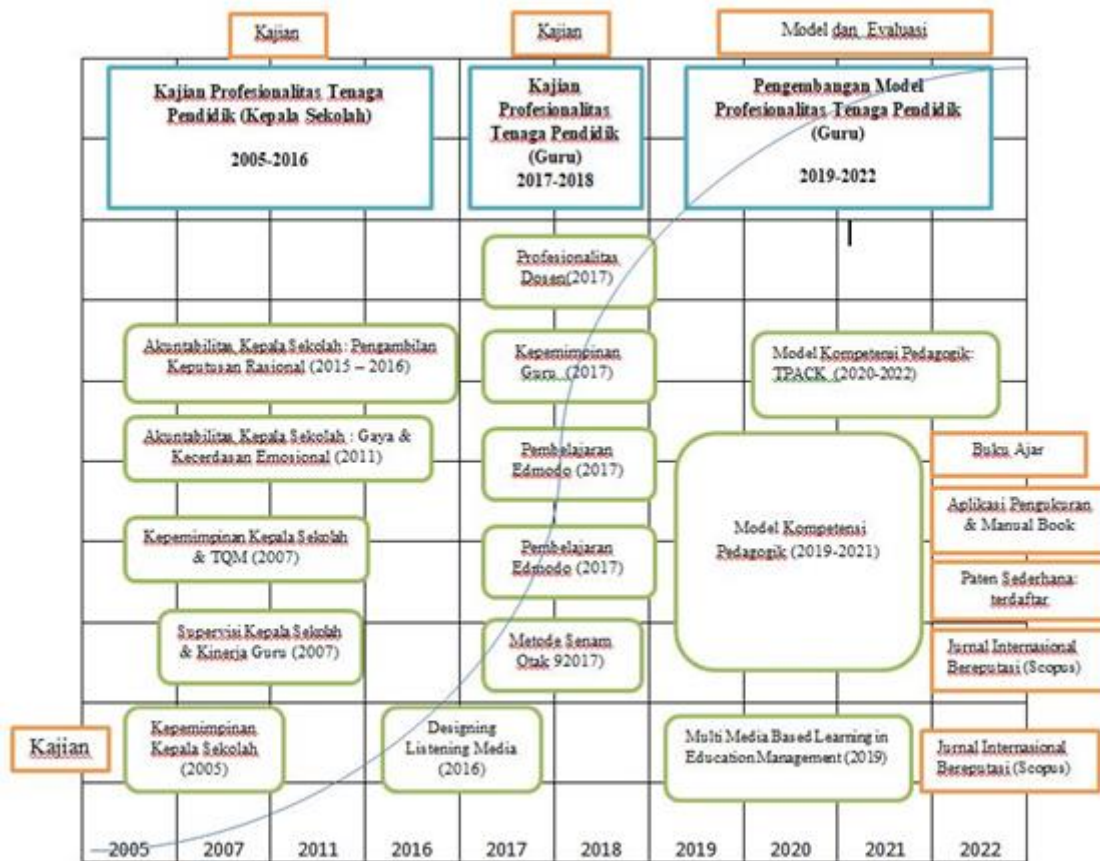 Kajian
Kajian
Model dan Evaluasi
Kajian Profesionalitas Tenaga
Pendidik (Kepala Sekolah)
2005-2016
Kajian
Profesionalitas
Tenaga Pendidik
(Guru)
2017-2018
Pengembangan Model
Profesionalitas Tenaga Pendidik
(Guru)
2019-2022
Profesionalitas
Dosen(2017)
Akuntabilitas Kepala Sekolah : Pengambilan
Keputusan Rasional (2015 – 2016)
Kepemimpinan
Guru (2017)
Model Kompetensi Pedagogik:
TPACK (2020-2022)
Akuntabilitas Kepala Sekolah : Gaya &
Kecerdasan Emosional (2011)
Pembelajaran
Edmodo (2017)
Buku Ajar
Aplikasi Pengukuran
& Manual Book
Kepemimpinan Kepala Sekolah
& TQM (2007)
Pembelajaran
Edmodo (2017)
Model Kompetensi
Pedagogik (2019-2021)
Paten Sederhana:
terdaftar
Supervisi Kepala Sekolah
& Kinerja Guru (2007)
Metode Senam
Otak 92017)
Jurnal Internasional
Bereputasi (Scopus)
Kajian
Kepemimpinan
Kepala Sekolah
(2005)
Designing
Listening Media
(2016)
Multi Media Based Learning in
Education Management (2019)
Jurnal Internasional
Bereputasi (Scopus)
2005 2007 2011 2016 2017 2018 2019 2020 2021 2022